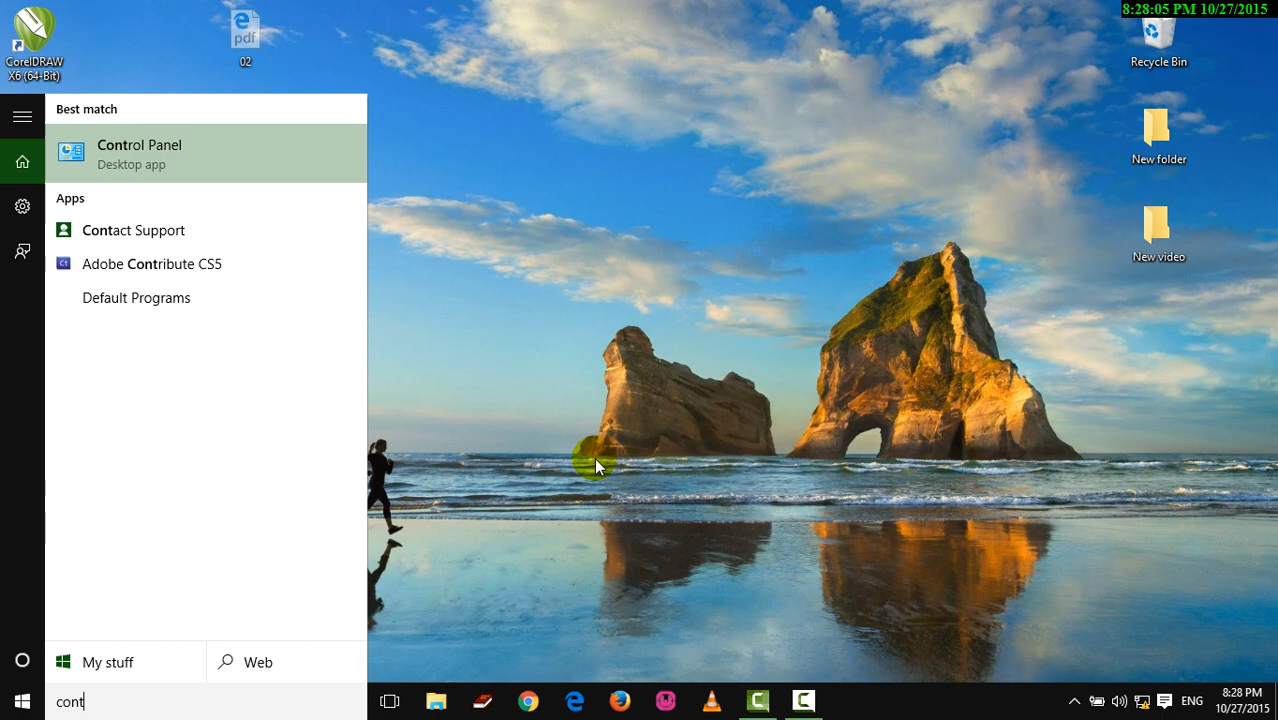 8:28:05 PM 10/27/2015
CorelDRAW
X6 (64-Bit)
pdf
02
Recycle Bin
New folder
New video
Best match
Control Panel
Desktop app
Apps
Contact Support
Ct
Adobe Contribute CS5
Default Programs
My stuff
Web
cont
ENG
8:28 PM
10/27/2015